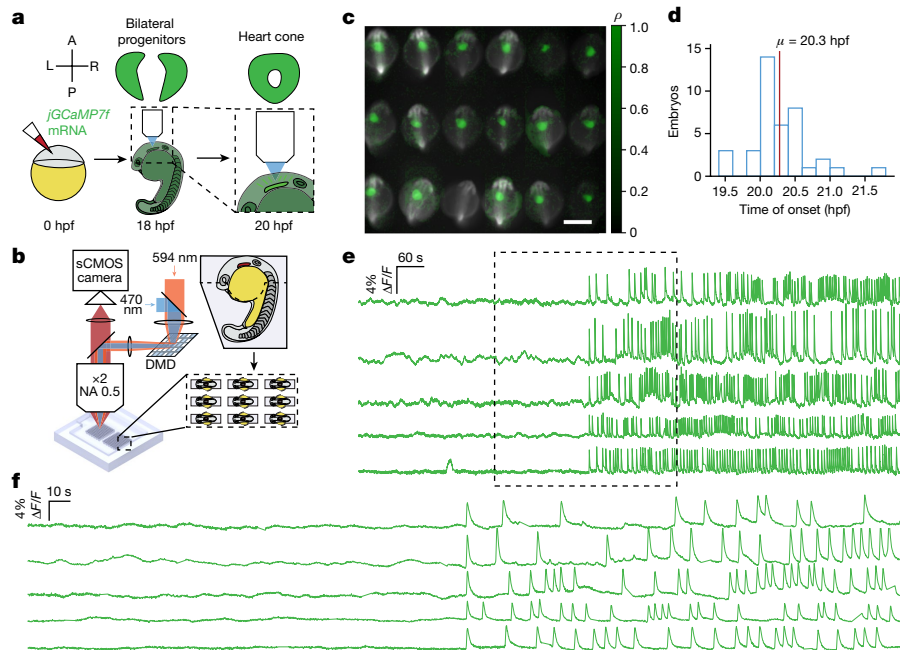 a
A
L
R
P
Bilateral
progenitors
Heart cone
jGCaMP7f
mRNA
0 hpf
18 hpf
20 hpf
b
sCMOS
camera
594 nm
470
nm
DMD
×2
NA 0.5
c
ρ
1.0
0.8
0.6
0.4
0.2
0
d
μ = 20.3 hpf
Embryos
15
10
5
0
19.5 20.0 20.5 21.0 21.5
Time of onset (hpf)
e
4%
ΔF/F
60 s
f
4%
ΔF/F
10 s